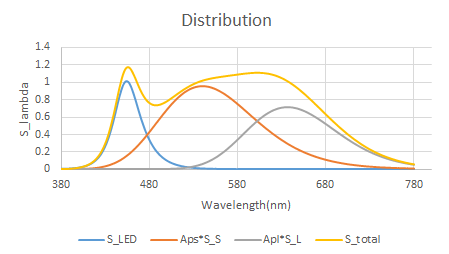 Distribution
1.4
1.2
1
0.8
0.6
0.4
0.2
0
S_lambda
380 480 580 680 780
Wavelength(nm)
S_LED Aps*S_S Apl*S_L S_total